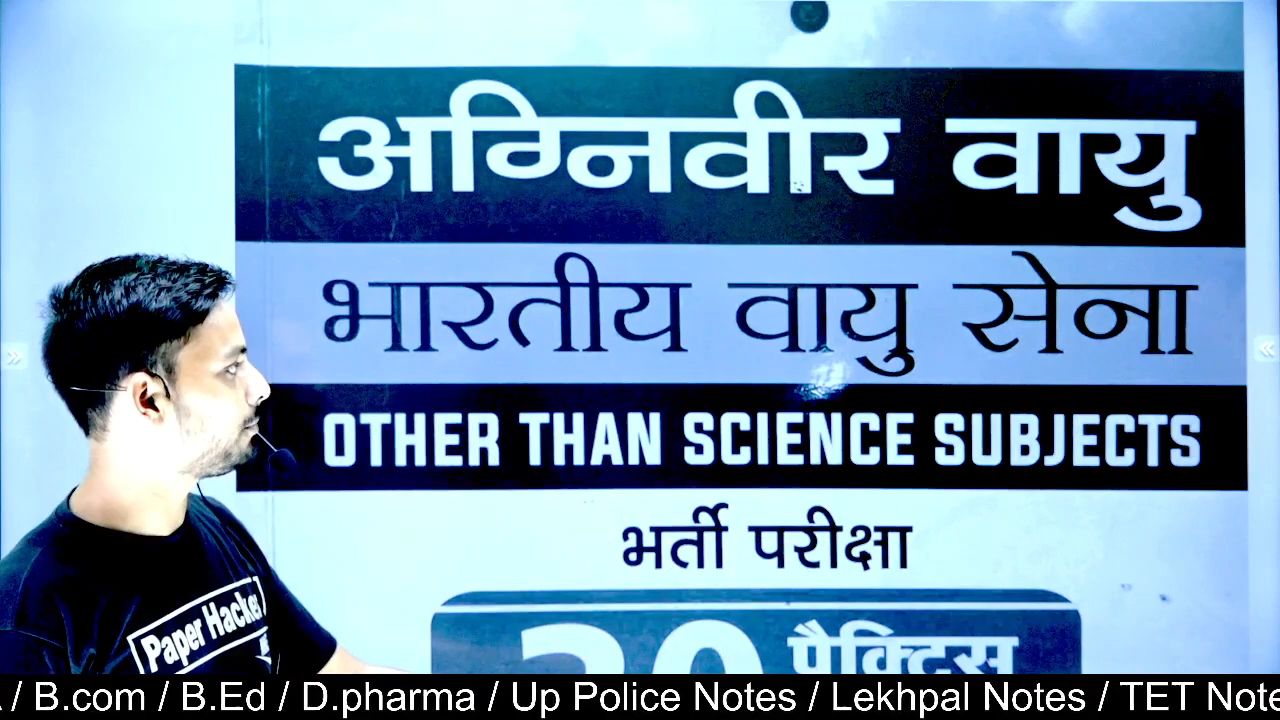 अग्निवीर वायु
भारतीय वायु सेना
OTHER THAN SCIENCE SUBJECTS
भर्ती परीक्षा
पैक्टिस
Paper Hacker
/ B.com / B.Ed / D.pharma / Up Police Notes / Lekhpal Notes / TET Note